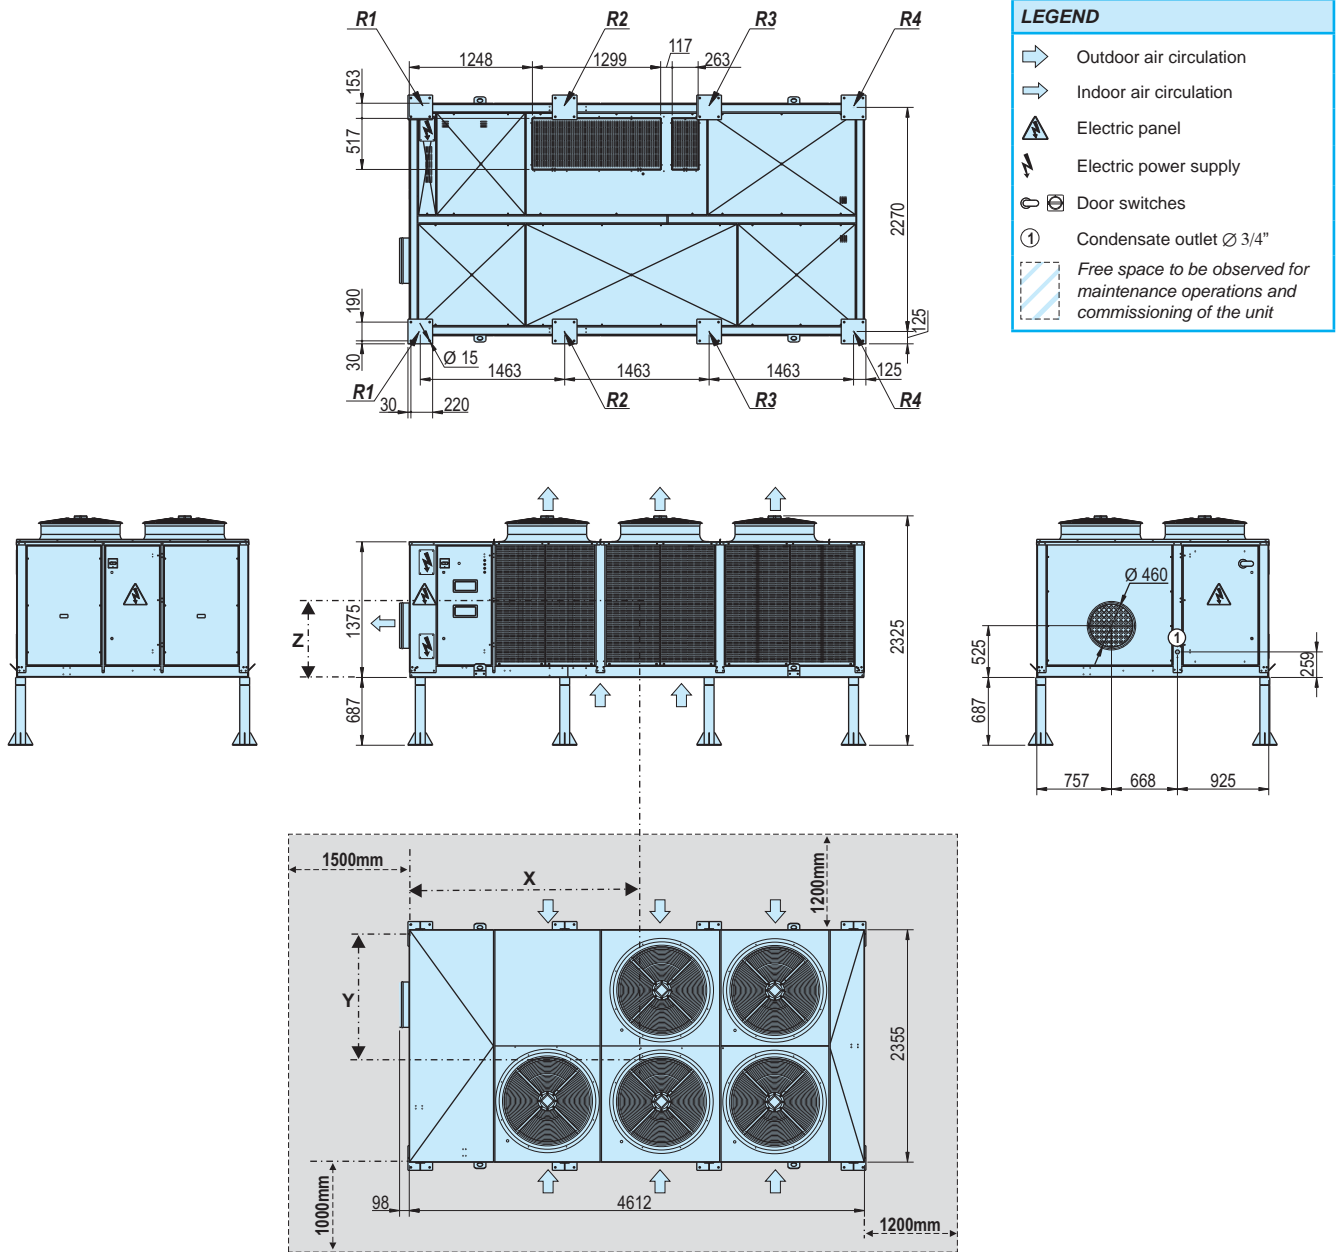 R1 R2 R3 R4
LEGEND
Outdoor air circulation
Indoor air circulation
Electric panel
Electric power supply
Door switches
1 Condensate outlet Ø 3/4”
Free space to be observed for
maintenance operations and
commissioning of the unit
117
1248 1299 263
153
517
2270
190
125
30
Ø 15
1463 1463 1463 125
R1 R2 R3 R4
30 220
Z
1375
687
2325
Ø 460
1
525
259
687
757 668 925
1500mm
X
1200mm
Y
2355
98 4612
1000mm
1200mm